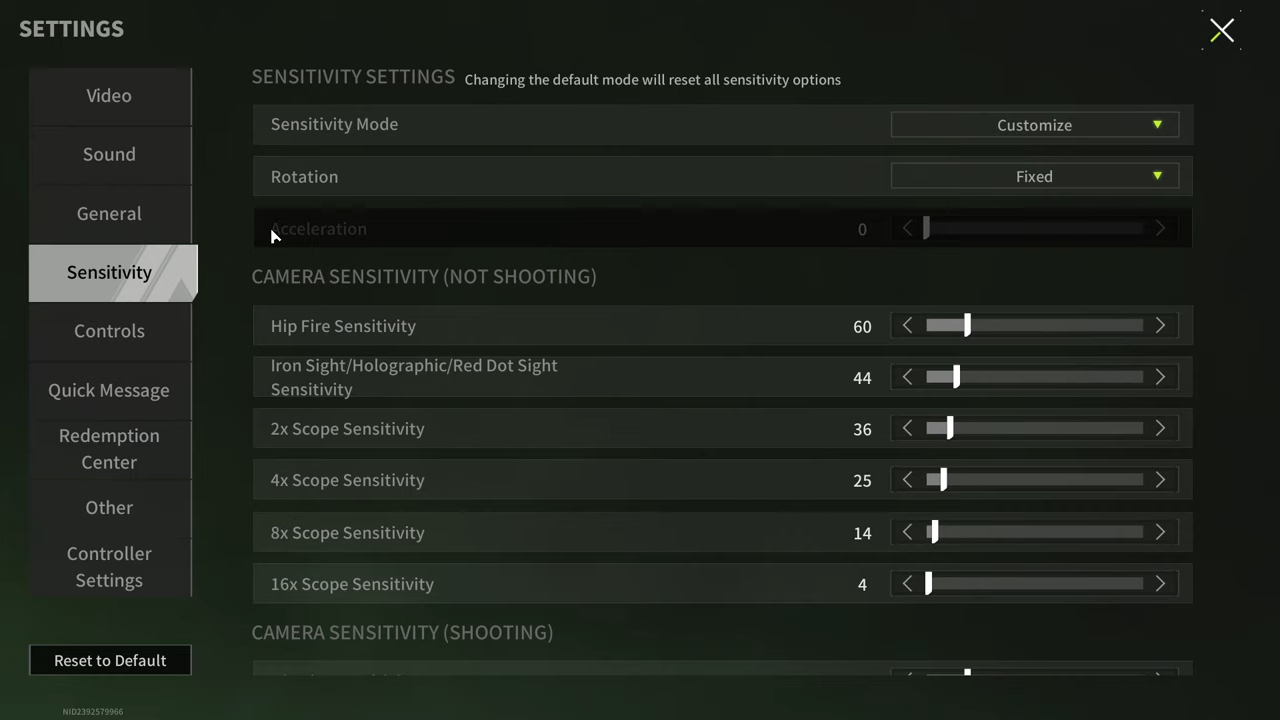 SETTINGS
Video
Sound
General
Sensitivity
Controls
Quick Message
Redemption
Center
Other
Controller
Settings
Reset to Default
NID2392579966
SENSITIVITY SETTINGS Changing the default mode will reset all sensitivity options
Sensitivity Mode Customize
Rotation Fixed
Acceleration 0
CAMERA SENSITIVITY (NOT SHOOTING)
Hip Fire Sensitivity 60
Iron Sight/Holographic/Red Dot Sight
Sensitivity 44
2x Scope Sensitivity 36
4x Scope Sensitivity 25
8x Scope Sensitivity 14
16x Scope Sensitivity 4
CAMERA SENSITIVITY (SHOOTING)